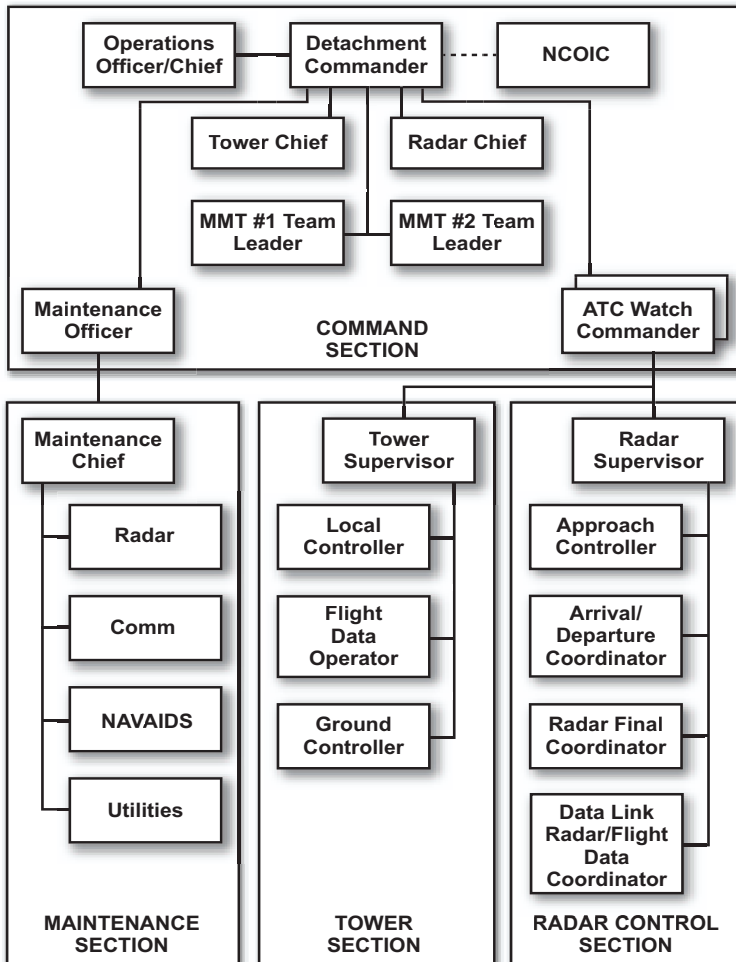 Operations
Officer/Chief
Detachment
Commander
NCOIC
Tower Chief
Radar Chief
MMT #1 Team
Leader
MMT #2 Team
Leader
Maintenance
Officer
COMMAND
SECTION
ATC Watch
Commander
Maintenance
Chief
Radar
Comm
NAVAIDS
Utilities
MAINTENANCE
SECTION
Tower
Supervisor
Local
Controller
Flight
Data
Operator
Ground
Controller
TOWER
SECTION
Radar
Supervisor
Approach
Controller
Arrival/
Departure
Coordinator
Radar Final
Coordinator
Data Link
Radar/Flight
Data
Coordinator
RADAR CONTROL
SECTION